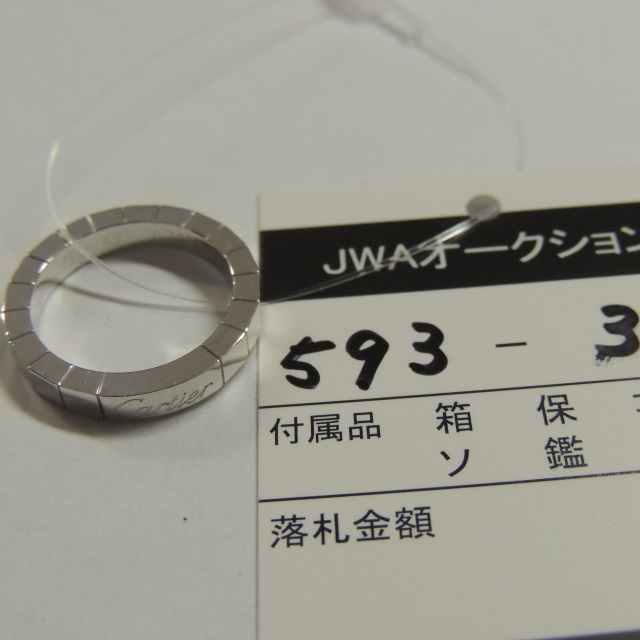 JWAオークション
593-3
付属品 箱 保
ソ 鑑
落札金額
Cartier